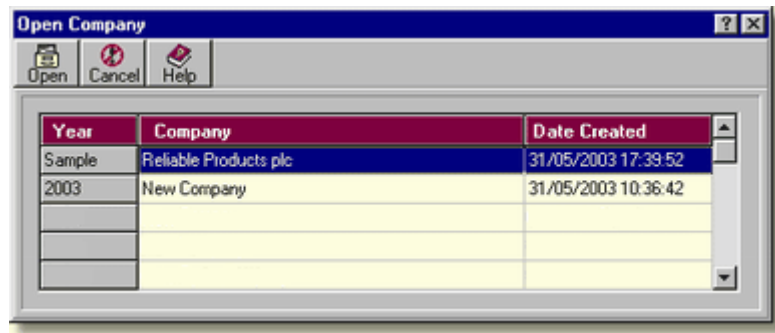 Open Company
Open Cancel Help
Year Company Date Created
Sample Reliable Products plc 31/05/2003 17:39:52
2003 New Company 31/05/2003 10:36:42